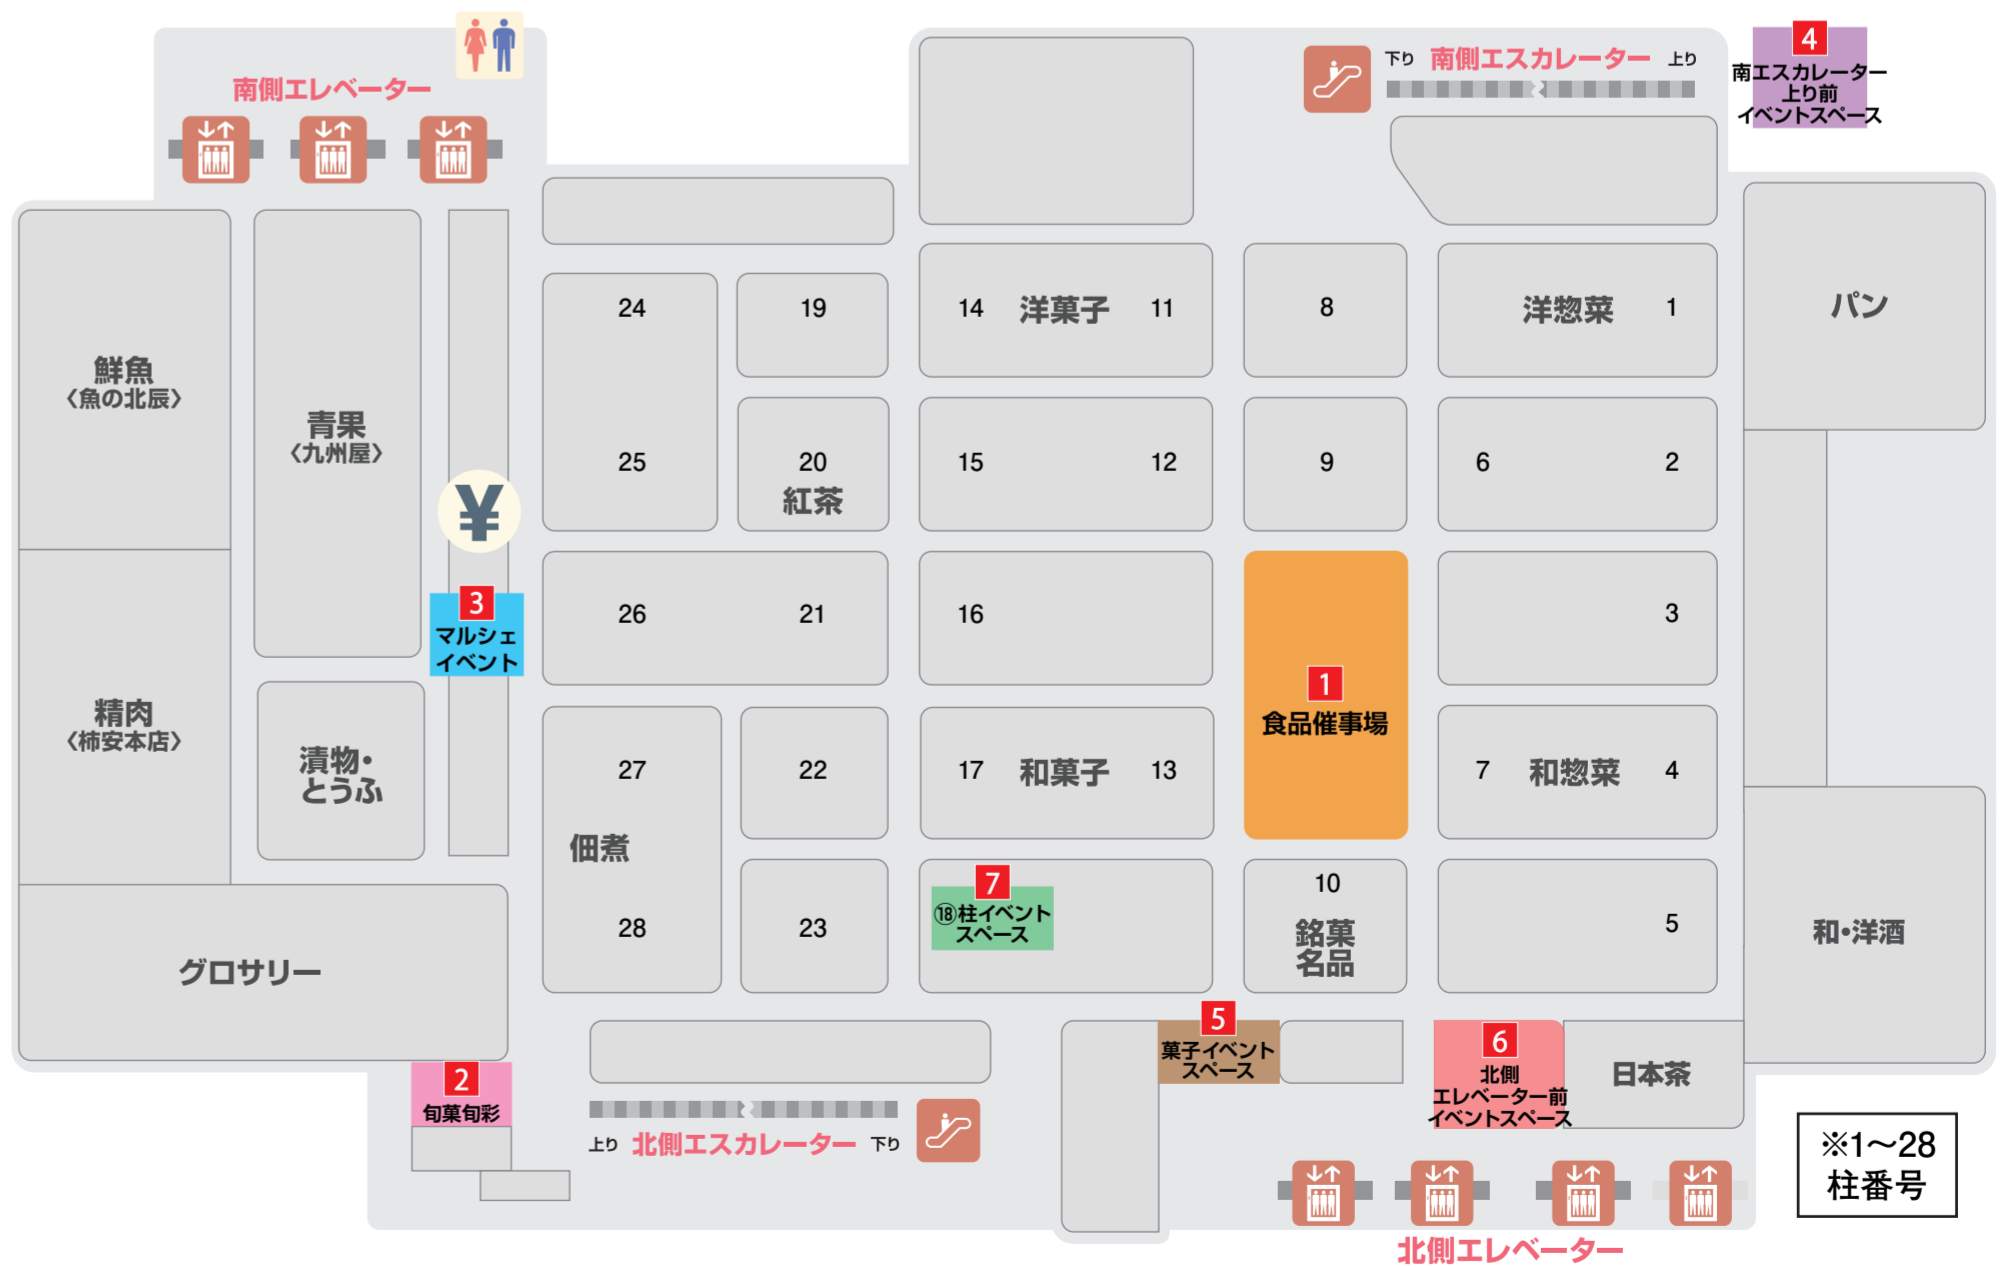 南側エレベーター
下り 南側エスカレーター 上り
4
南エスカレーター
上り前
イベントスペース
鮮魚
〈魚の北辰〉
青果
〈九州屋〉
24
19
14 洋菓子 11
8
洋惣菜 1
パン
25
20
紅茶
15
12
9
6
2
¥
3
マルシェ
イベント
26
21
16
1
食品催事場
3
精肉
〈柿安本店〉
漬物・
とうふ
27
22
17 和菓子 13
7 和惣菜 4
佃煮
28
23
7
⑱柱イベント
スペース
10
銘菓
名品
5
和・洋酒
グロサリー
2
旬菓旬彩
5
菓子イベント
スペース
6
北側
エレベーター前
イベントスペース
日本茶
上り 北側エスカレーター 下り
北側エレベーター
※1〜28
柱番号